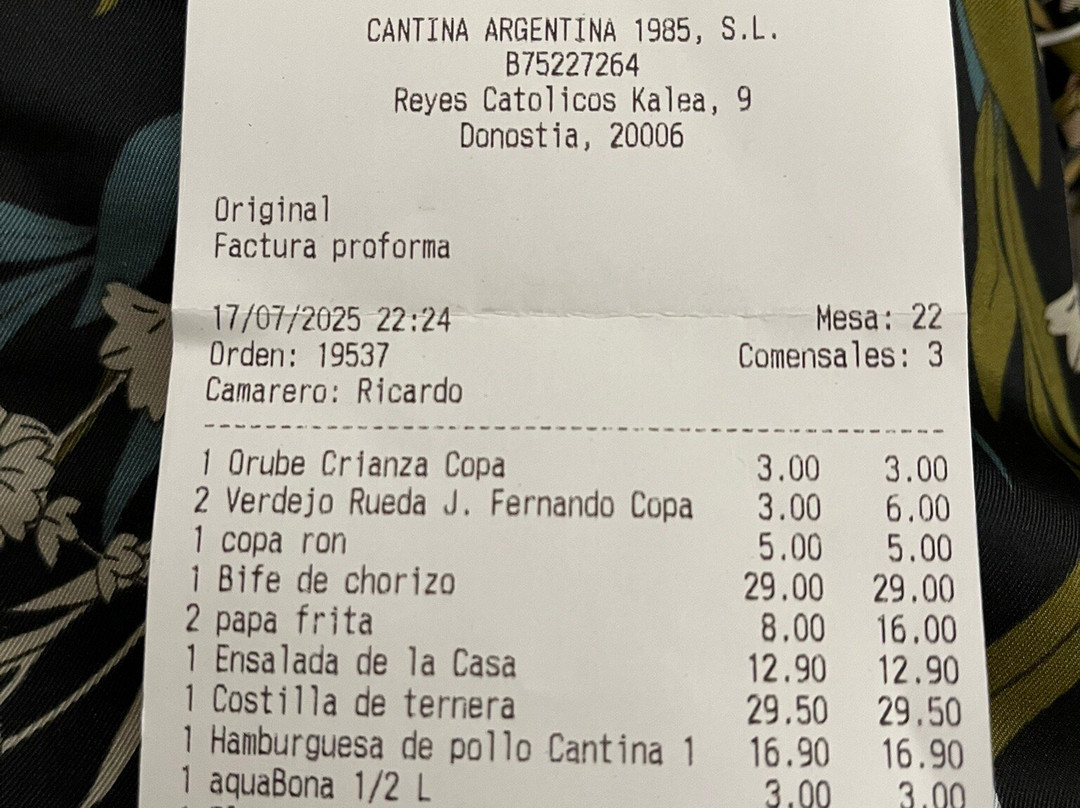 CANTINA ARGENTINA 1985, S.L.
B75227264
Reyes Catolicos Kalea, 9
Donostia, 20006
Original
Factura proforma
17/07/2025 22:24 Mesa: 22
Orden: 19537 Comensales: 3
Camarero: Ricardo
1 Orube Crianza Copa 3.00 3.00
2 Verdejo Rueda J. Fernando Copa 3.00 6.00
1 copa ron 5.00 5.00
1 Bife de chorizo 29.00 29.00
2 papa frita 8.00 16.00
1 Ensalada de la Casa 12.90 12.90
1 Costilla de ternera 29.50 29.50
1 Hamburguesa de pollo Cantina 1 16.90 16.90
1 aquaBona 1/2 L 3.00 3.00